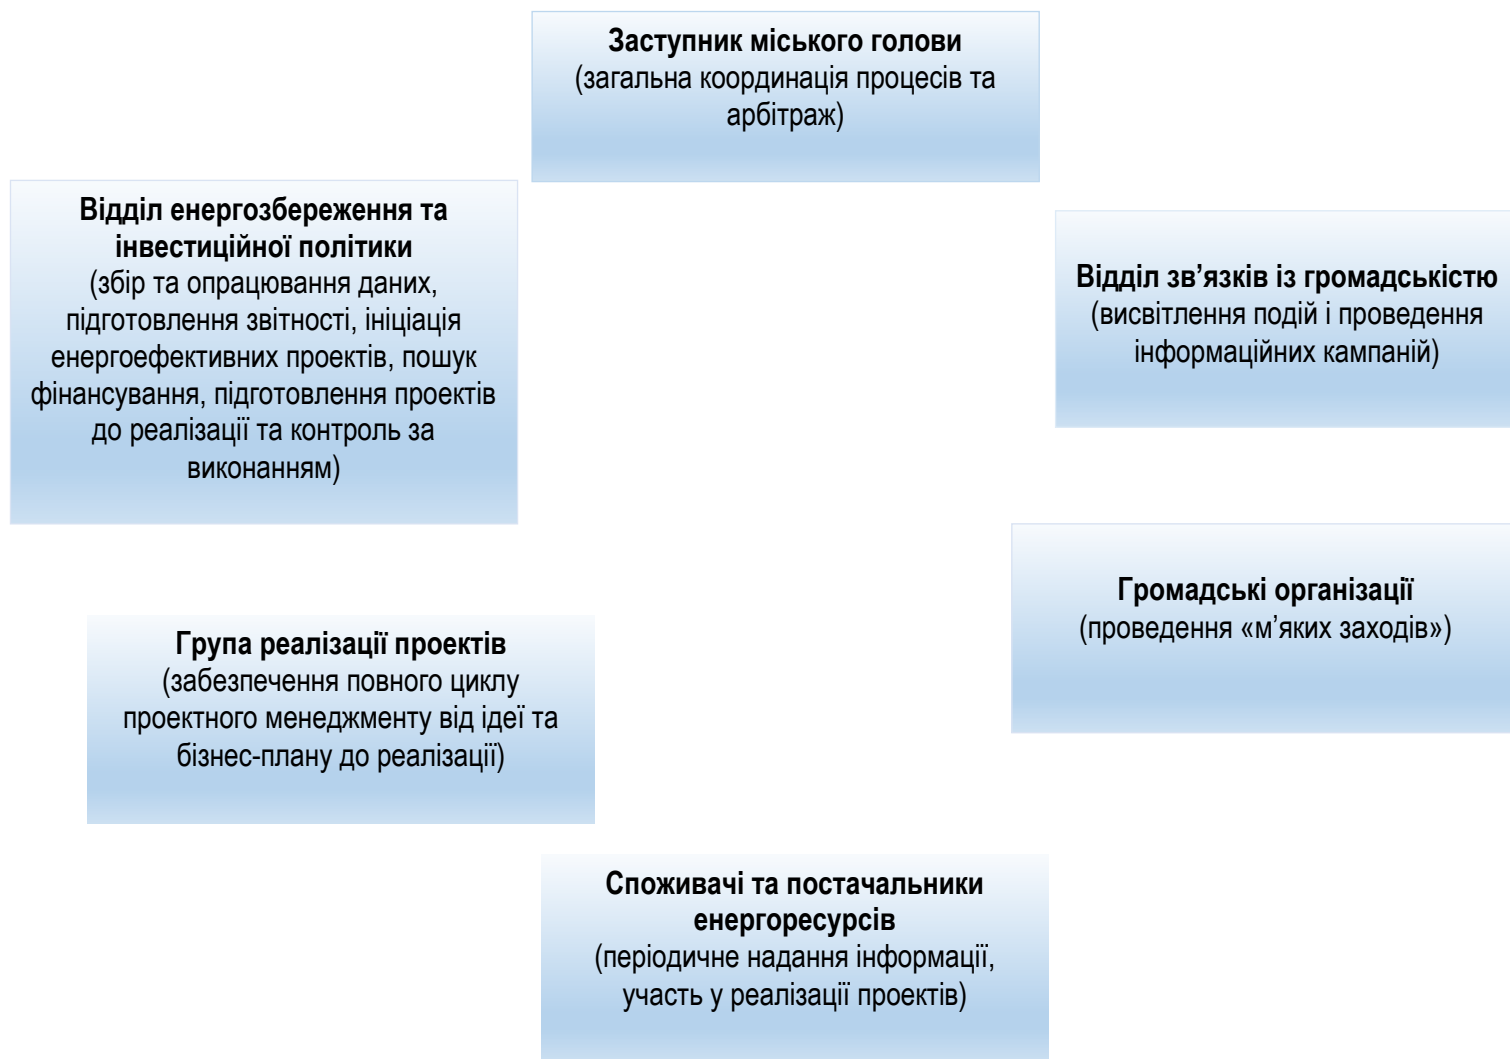 Заступник міського голови
(загальна координація процесів та
арбітраж)
Відділ енергозбереження та
інвестиційної політики
(збір та опрацювання даних,
підготовлення звітності, ініціація
енергоефективних проектів, пошук
фінансування, підготовлення проектів
до реалізації та контроль за
виконанням)
Відділ зв’язків із громадськістю
(висвітлення подій і проведення
інформаційних кампаній)
Громадські організації
(проведення «м’яких заходів»)
Група реалізації проектів
(забезпечення повного циклу
проектного менеджменту від ідеї та
бізнес-плану до реалізації)
Споживачі та постачальники
енергоресурсів
(періодичне надання інформації,
участь у реалізації проектів)